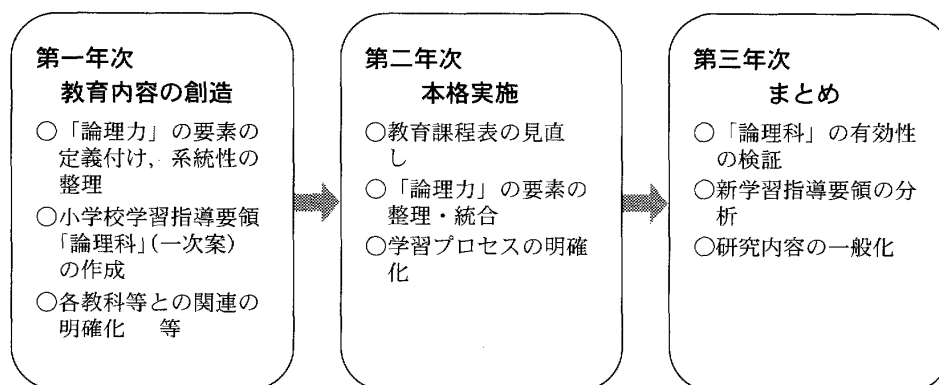 第一年次
教育内容の創造
○「論理力」の要素の
定義付け，系統性の
整理
○小学校学習指導要領
「論理科」(一次案)
の作成
○各教科等との関連の
明確化　等
第二年次
本格実施
○教育課程表の見直
し
○「論理力」の要素の
整理・統合
○学習プロセスの明確
化
第三年次
まとめ
○「論理科」の有効性
の検証
○新学習指導要領の分
析
○研究内容の一般化